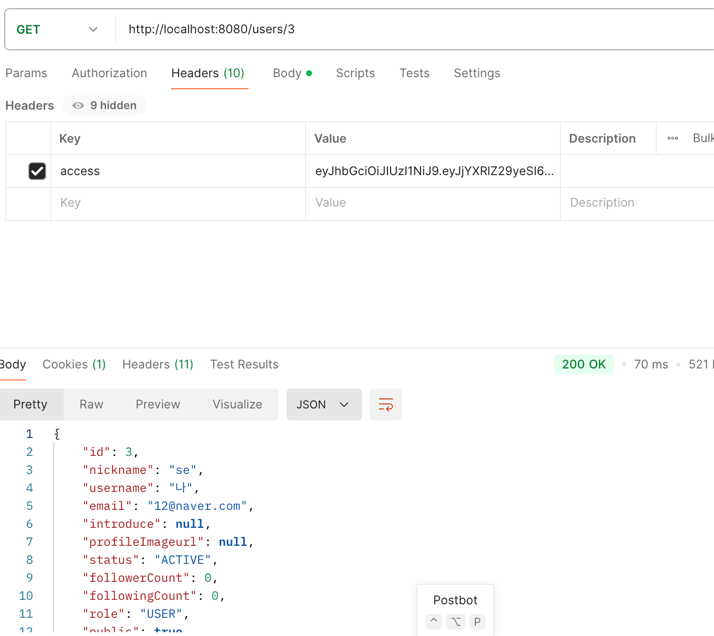 GET http://localhost:8080/users/3
Params Authorization Headers (10) Body Scripts Tests Settings
Headers 9 hidden
Key Value Description Bulk
access eyJhbGciOiJIUzI1NiJ9.eyJjYXRlZ29yeSI6...
Key Value Description
Body Cookies (1) Headers (11) Test Results 200 OK 70 ms 521
Pretty Raw Preview Visualize JSON
1 {
2 "id": 3,
3 "nickname": "se",
4 "username": "나",
5 "email": "12@naver.com",
6 "introduce": null,
7 "profileImageurl": null,
8 "status": "ACTIVE",
9 "followerCount": 0,
10 "followingCount": 0,
11 "role": "USER",
12 "public": true
Postbot
^ ⌥ P